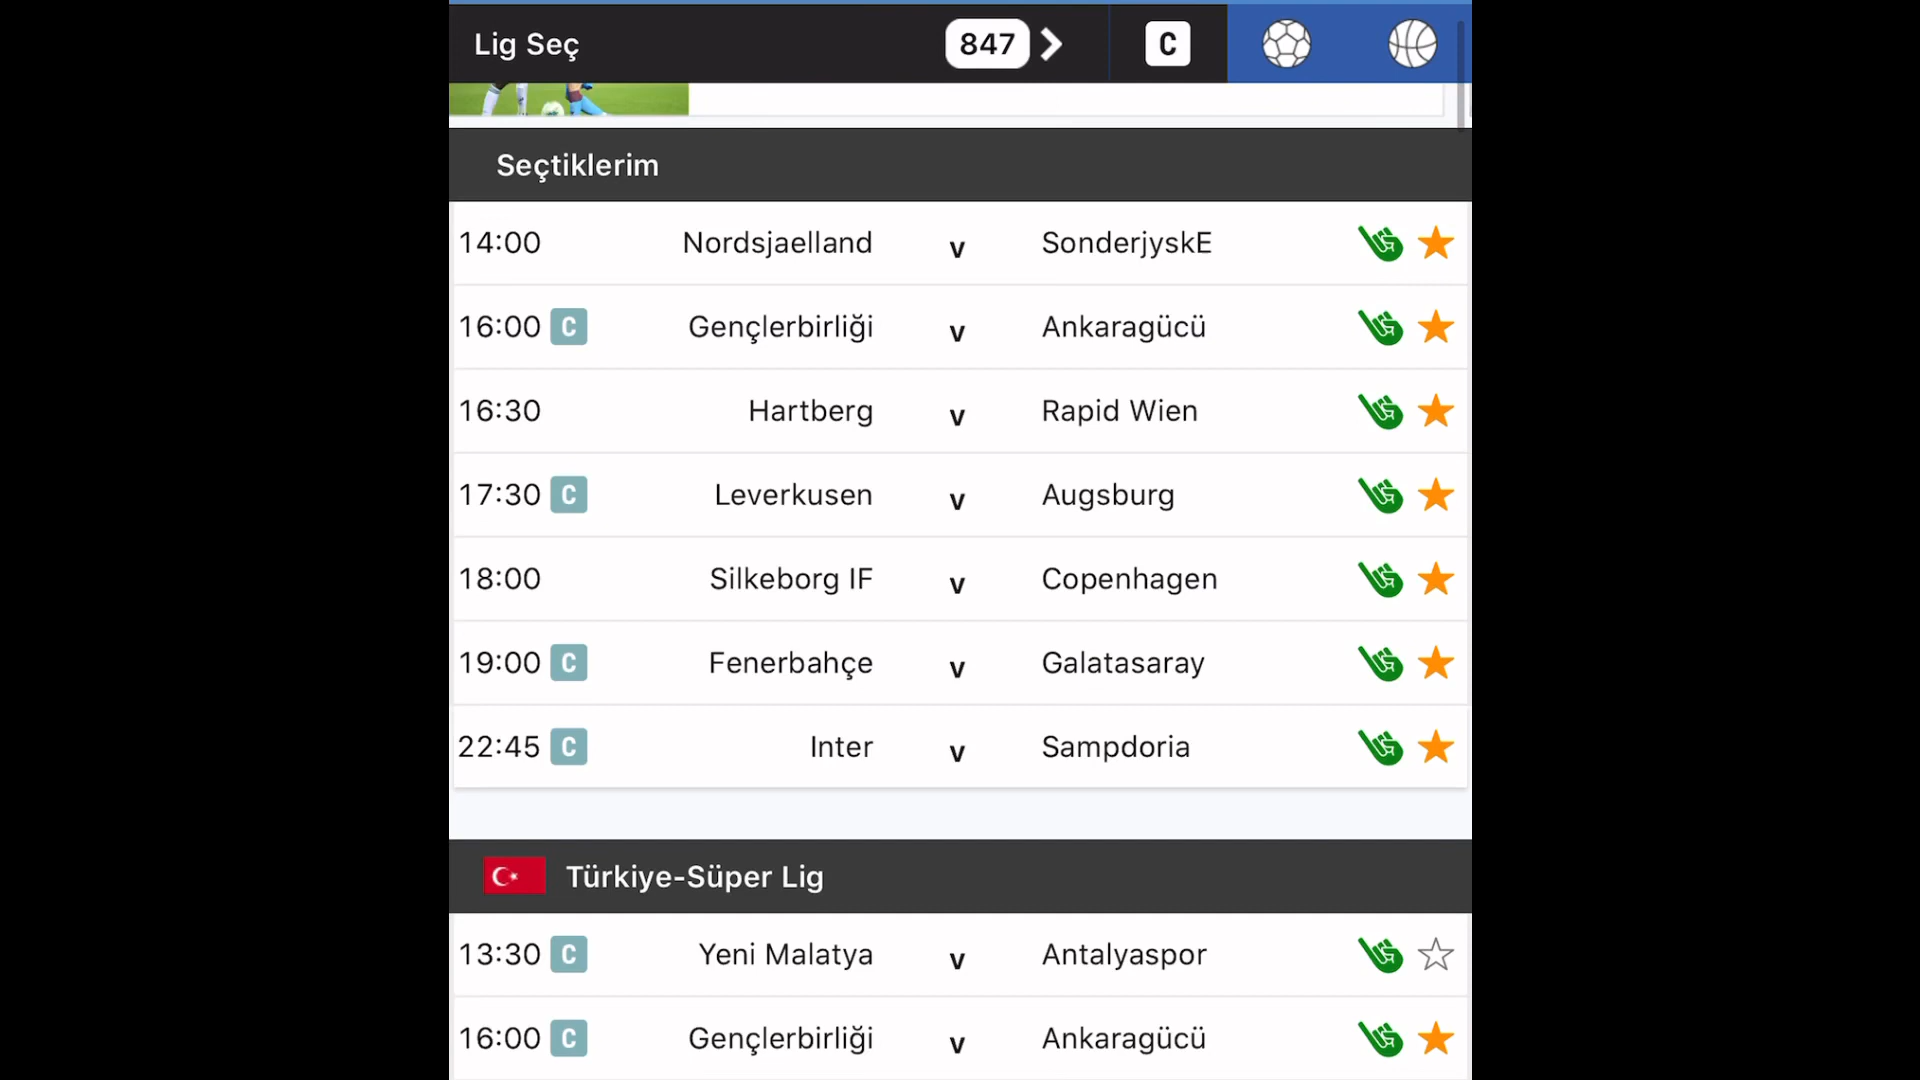 Lig Seç 847 C
Seçtiklerim
14:00 Nordsjaelland v SonderjyskE
16:00 C Gençlerbirliği v Ankaragücü
16:30 Hartberg v Rapid Wien
17:30 C Leverkusen v Augsburg
18:00 Silkeborg IF v Copenhagen
19:00 C Fenerbahçe v Galatasaray
22:45 C Inter v Sampdoria
Türkiye-Süper Lig
13:30 C Yeni Malatya v Antalyaspor
16:00 C Gençlerbirliği v Ankaragücü